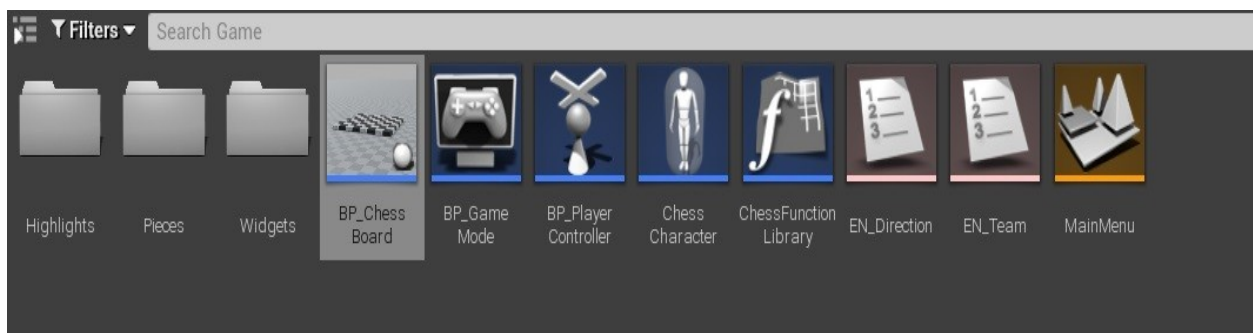 Filters
Search Game
Highlights
Pieces
Widgets
BP_Chess
Board
BP_Game
Mode
BP_Player
Controller
Chess
Character
ChessFunction
Library
EN_Direction
EN_Team
MainMenu